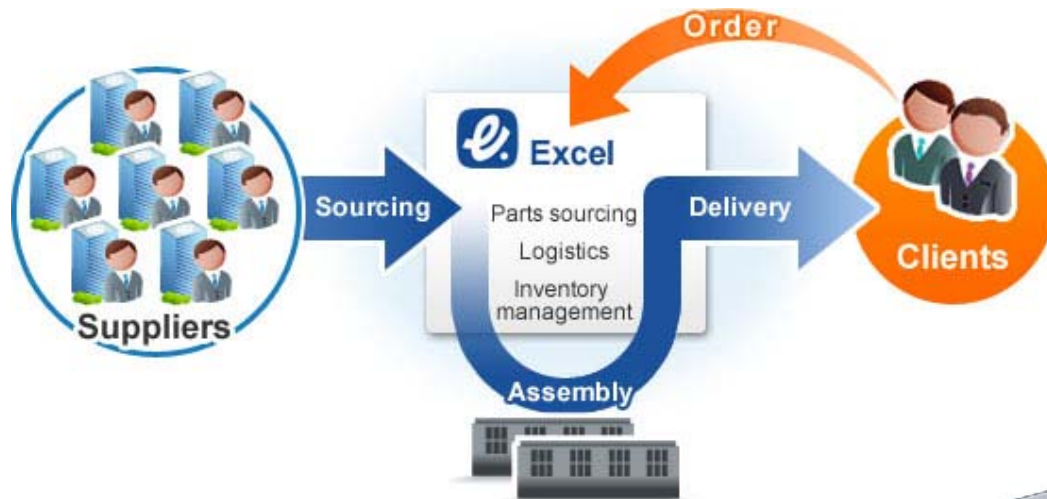 Order
Excel
Sourcing
Parts sourcing
Delivery
Logistics
Clients
Inventory
management
Suppliers
Assembly